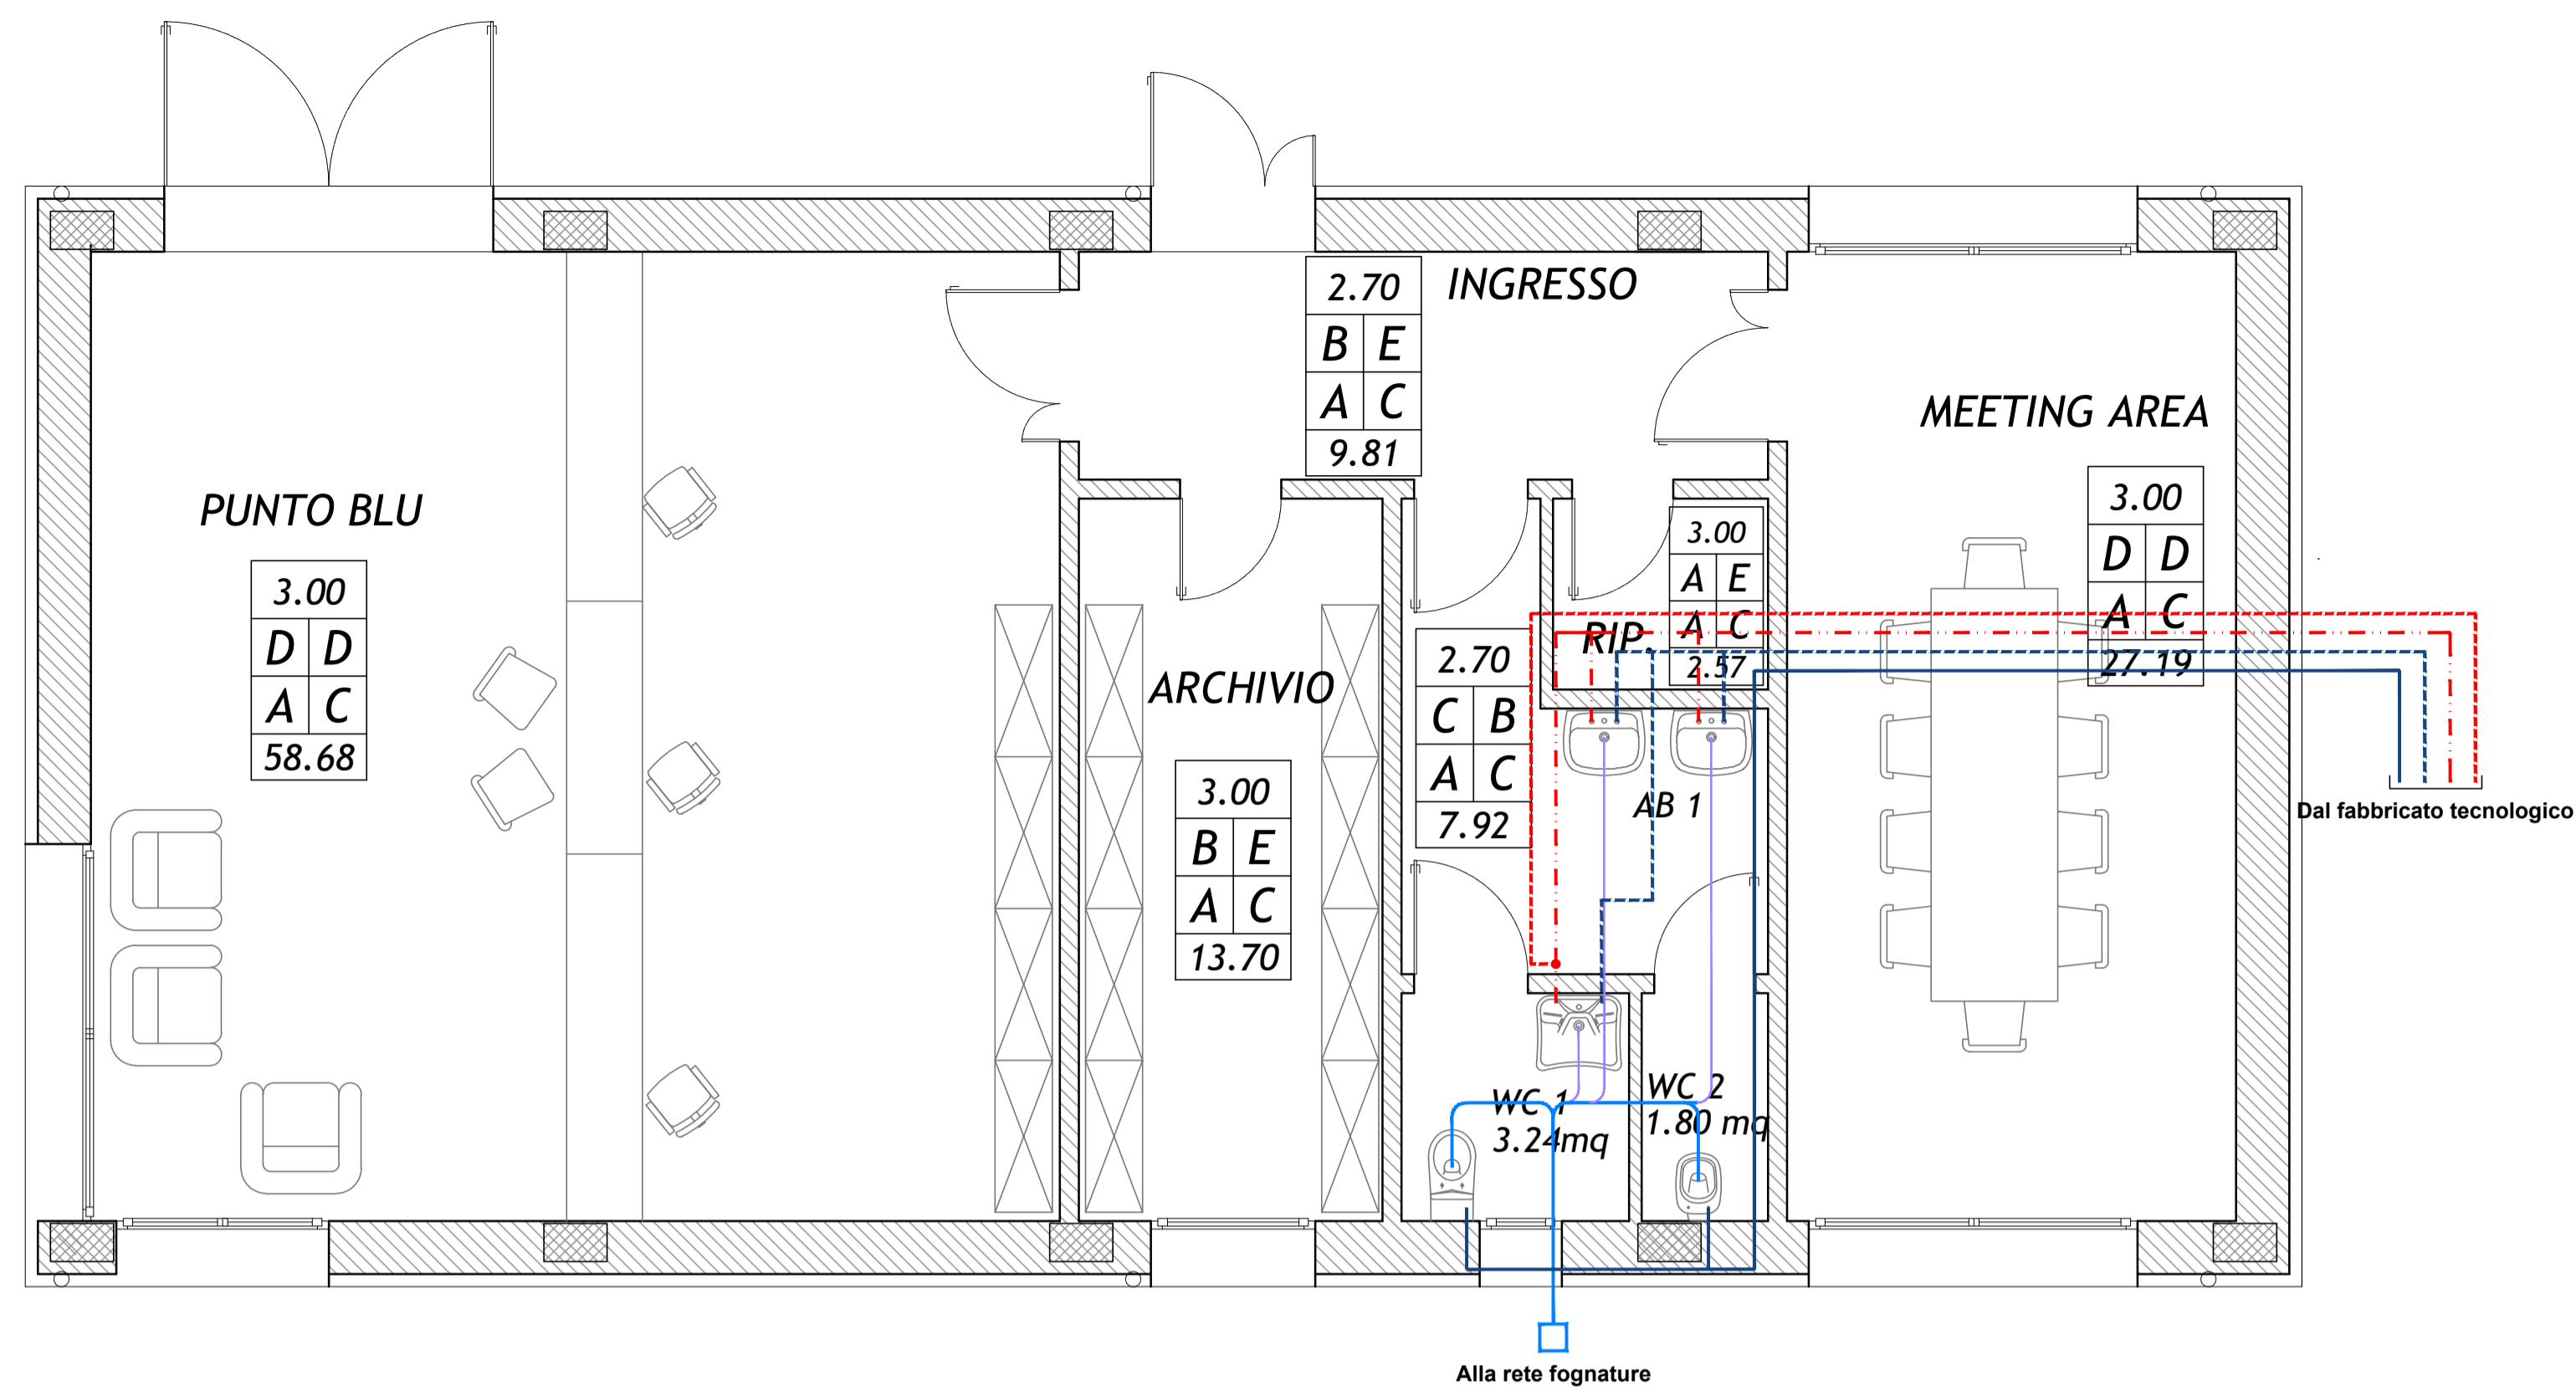 PUNTO BLU
3.00
D D
A C
58.68
INGRESSO
2.70
B E
A C
9.81
ARCHIVIO
3.00
B E
A C
13.70
2.70
C B
A C
7.92
RIP.
3.00
A E
A C
2.57
AB 1
WC 1
3.24mq
WC 2
1.80 mq
MEETING AREA
3.00
D D
A C
27.19
Dal fabbricato tecnologico
Alla rete fognature